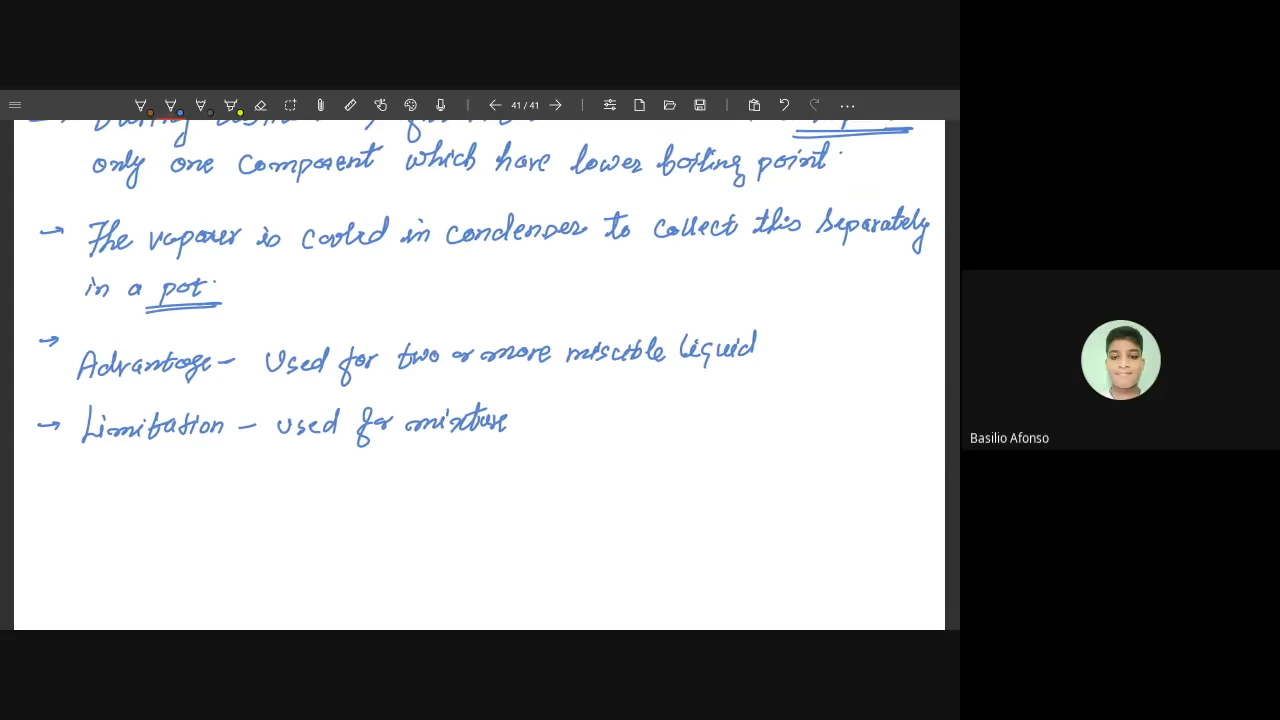 41 / 41
only one component which have lower boiling point.
→ The vapour is cooled in condenser to collect this separately
in a pot.
→ Advantage - Used for two or more miscible liquid
→ Limitation - used for mixture
Basilio Afonso